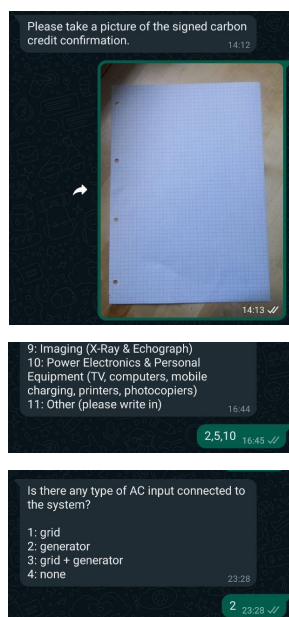 Please take a picture of the signed carbon
credit confirmation.
14:12
14:13
9: Imaging (X-Ray & Echograph)
10: Power Electronics & Personal
Equipment (TV, computers, mobile
charging, printers, photocopiers)
11: Other (please write in)
16:44
2,5,10 16:45
Is there any type of AC input connected to
the system?
1: grid
2: generator
3: grid + generator
4: none
23:28
2 23:28